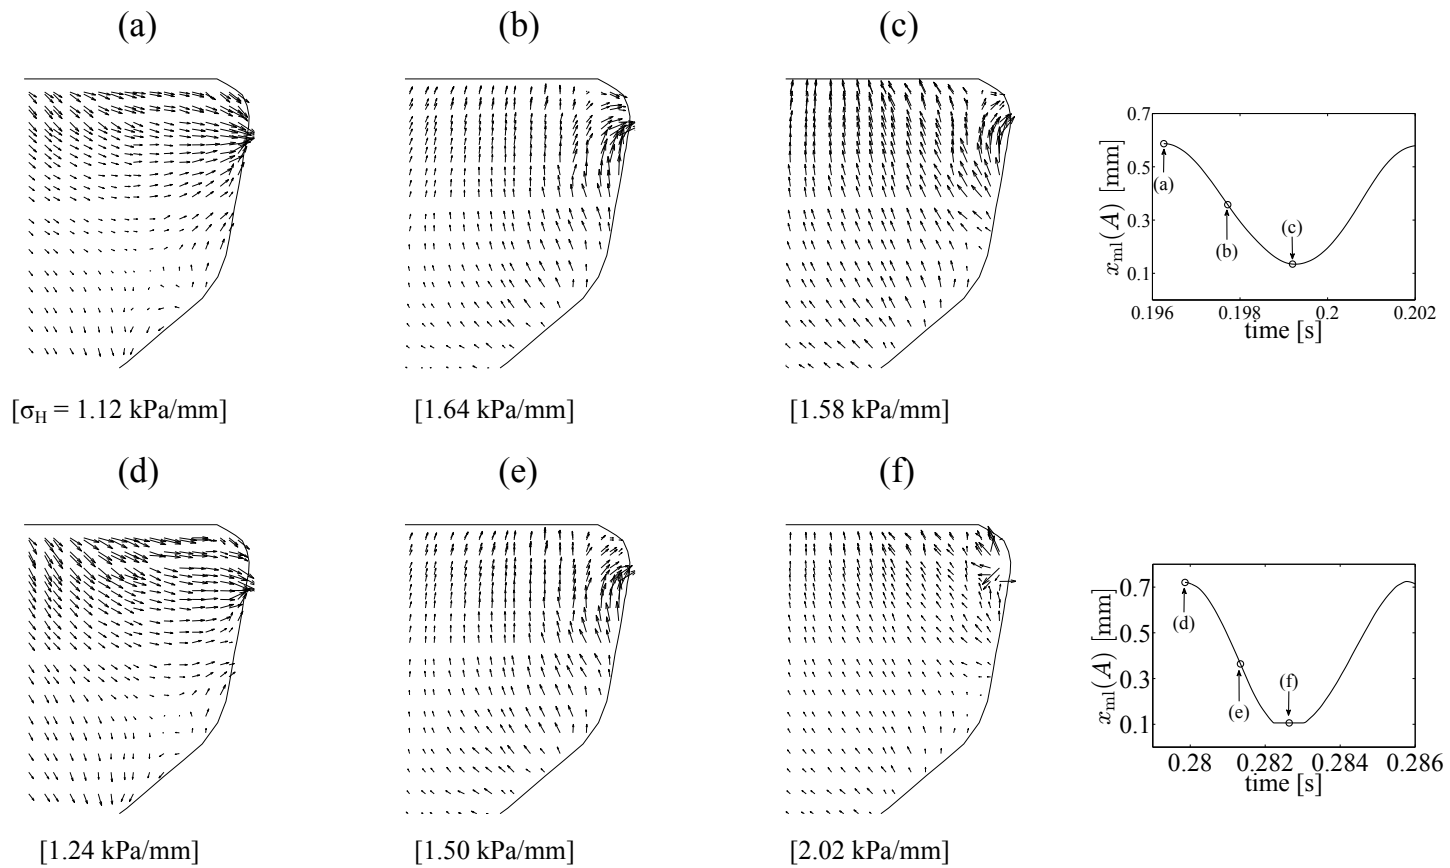 (a) (b) (c)
[σH = 1.12 kPa/mm] [1.64 kPa/mm] [1.58 kPa/mm]
xml(A) [mm]
0.7
0.5
0.3
0.1
(a)
(b)
(c)
0.196 0.198 0.2 0.202
time [s]
(d) (e) (f)
[1.24 kPa/mm] [1.50 kPa/mm] [2.02 kPa/mm]
xml(A) [mm]
0.7
0.5
0.3
0.1
(d)
(e)
(f)
0.28 0.282 0.284 0.286
time [s]